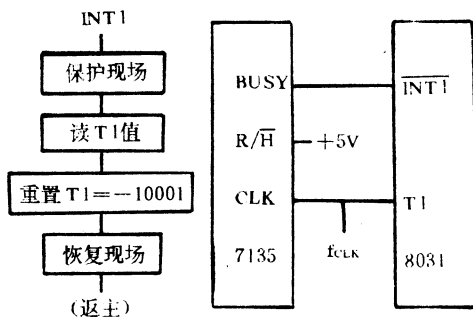 INT1
保护现场
读T1值
重置T1=-10001
恢复现场
(返主)
BUSY
R/H̅
CLK
7135
+5V
fCLK
I̅N̅T̅1̅
T1
8031